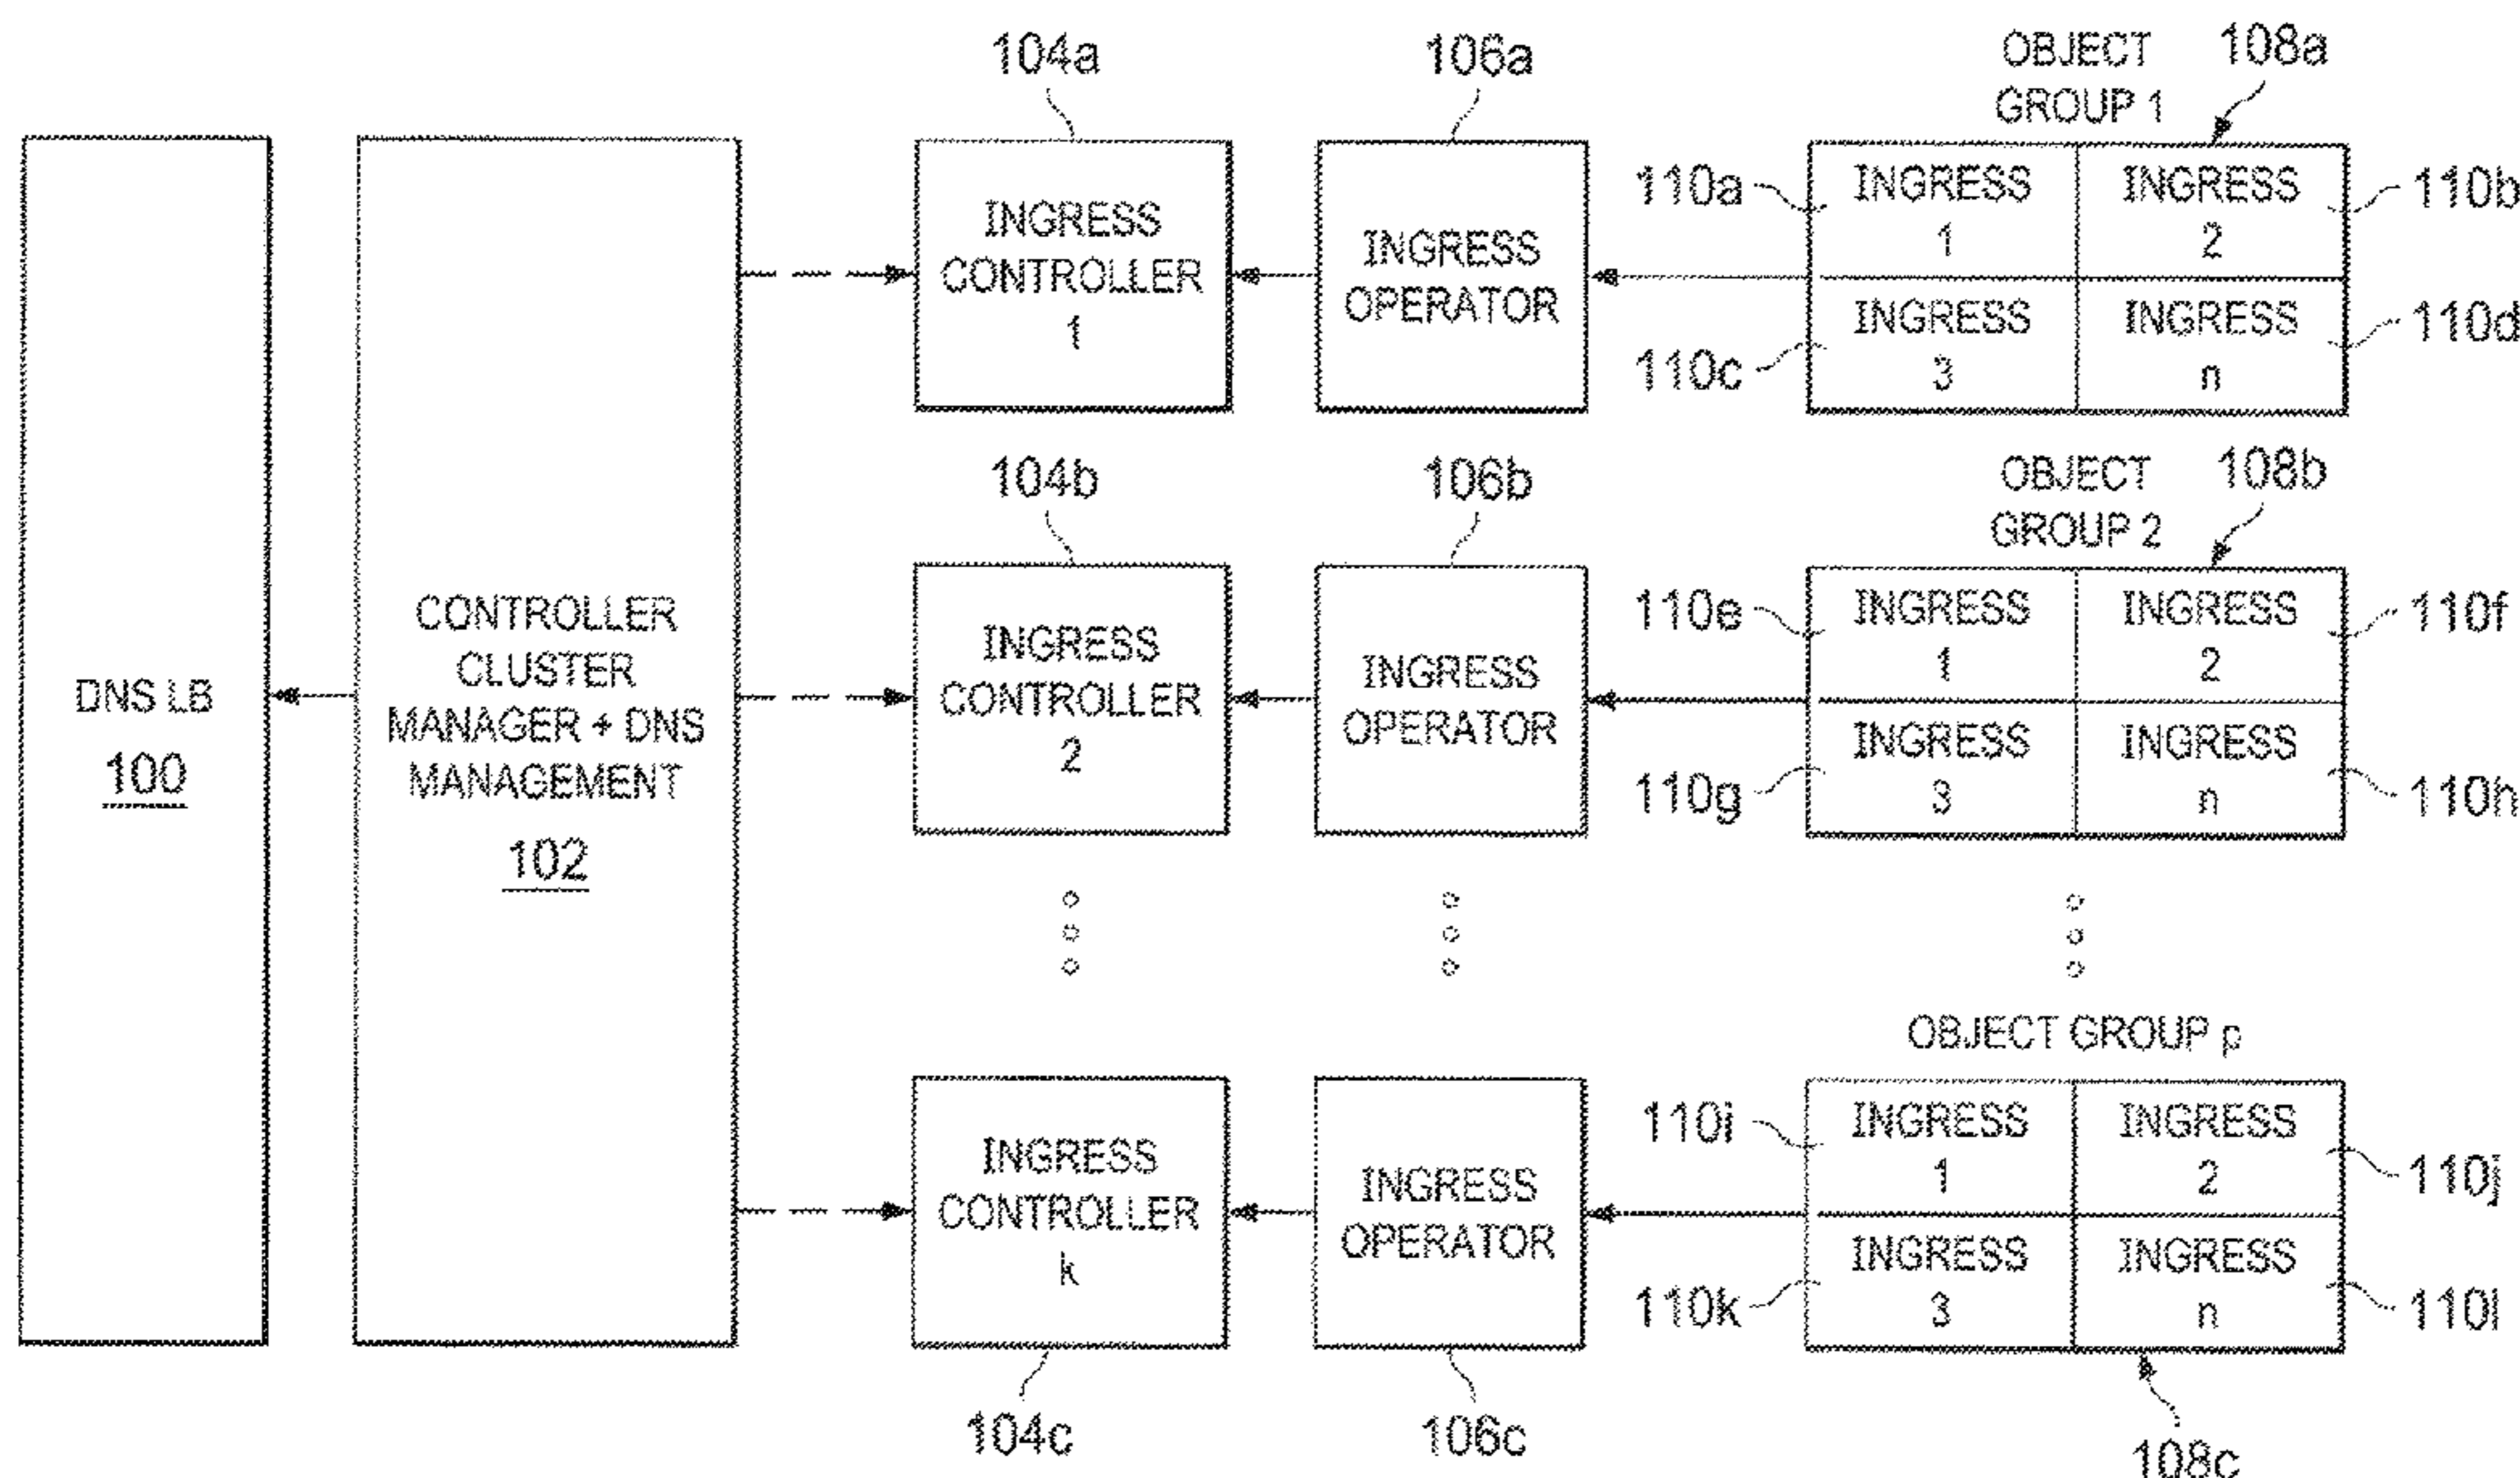 DNS LB
100
CONTROLLER
CLUSTER
MANAGER + DNS
MANAGEMENT
102
104a
INGRESS
CONTROLLER
1
106a
INGRESS
OPERATOR
OBJECT
GROUP 1
108a
110a
INGRESS
1
INGRESS
2
110b
110c
INGRESS
3
INGRESS
n
110d
104b
INGRESS
CONTROLLER
2
106b
INGRESS
OPERATOR
OBJECT
GROUP 2
108b
110e
INGRESS
1
INGRESS
2
110f
110g
INGRESS
3
INGRESS
n
110h
INGRESS
CONTROLLER
k
104c
INGRESS
OPERATOR
106c
OBJECT GROUP p
110i
INGRESS
1
INGRESS
2
110j
110k
INGRESS
3
INGRESS
n
110l
108c